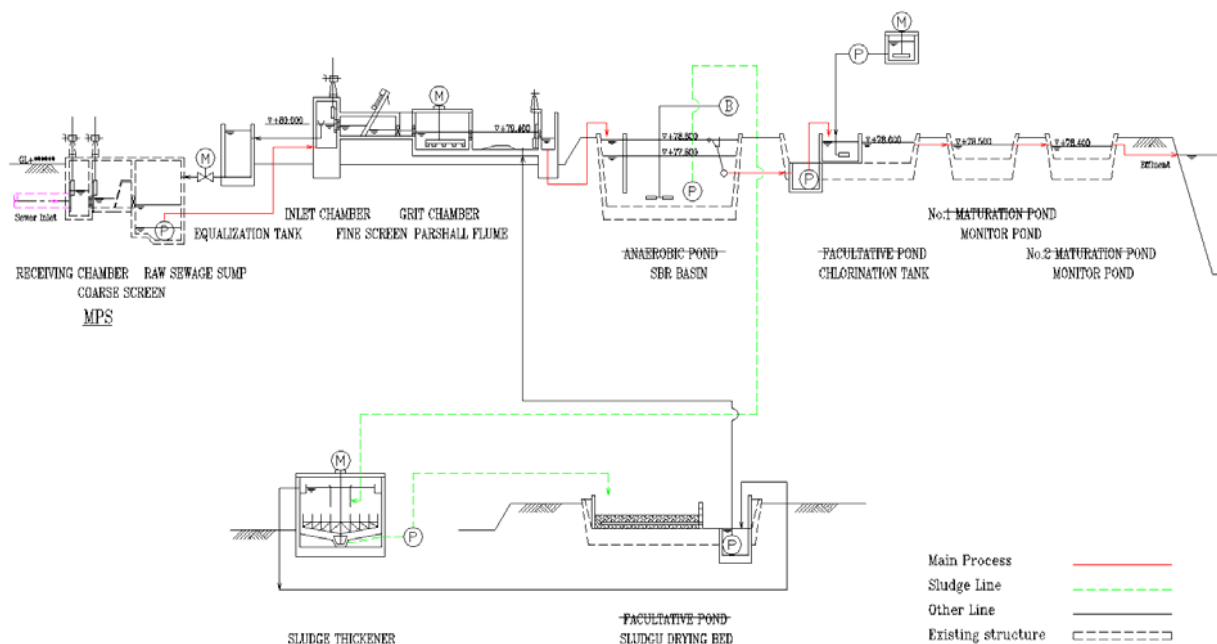 M
P
B
▽+80.000
M
▽+79.400
▽+78.500
▽+77.500
▽+78.600
▽+78.500
▽+78.400
GL+
M
P
P
Sewer Inlet
P
Effluent
INLET CHAMBER GRIT CHAMBER
EQUALIZATION TANK FINE SCREEN PARSHALL FLUME
No.1 MATURATION POND
MONITOR POND
ANAEROBIC POND
SBR BASIN
FACULTATIVE POND
CHLORINATION TANK
No.2 MATURATION POND
MONITOR POND
RECEIVING CHAMBER RAW SEWAGE SUMP
COARSE SCREEN
MPS
M
P
P
Main Process
Sludge Line
Other Line
Existing structure
SLUDGE THICKENER
FACULTATIVE POND
SLUDGU DRYING BED